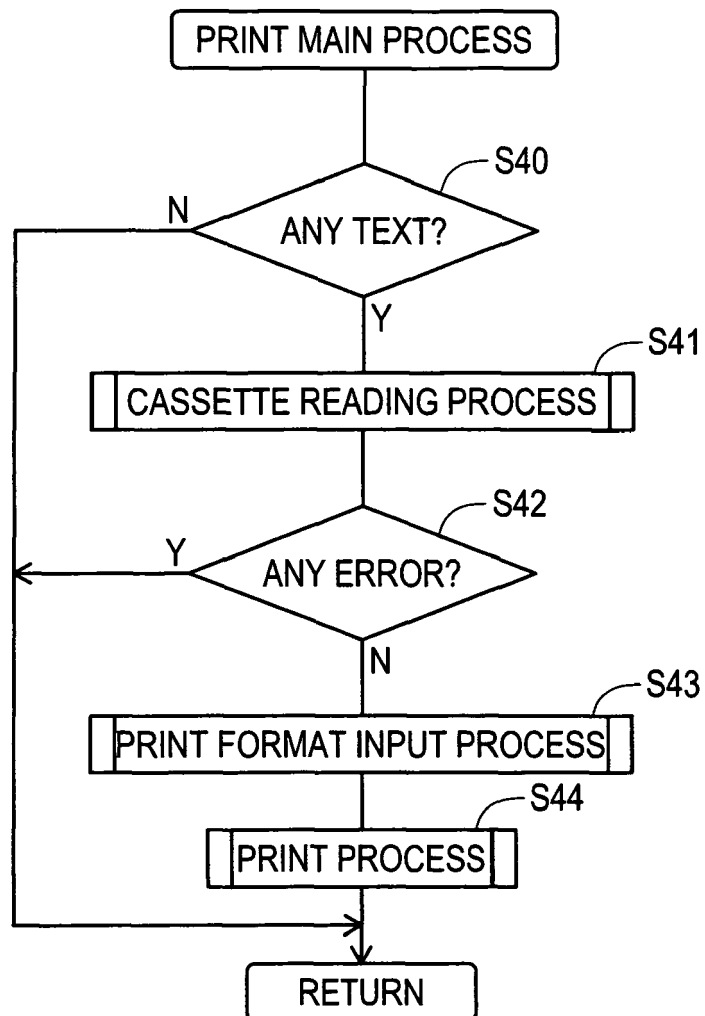 PRINT MAIN PROCESS
S40
N
ANY TEXT?
Y
S41
CASSETTE READING PROCESS
S42
Y
ANY ERROR?
N
S43
PRINT FORMAT INPUT PROCESS
S44
PRINT PROCESS
RETURN